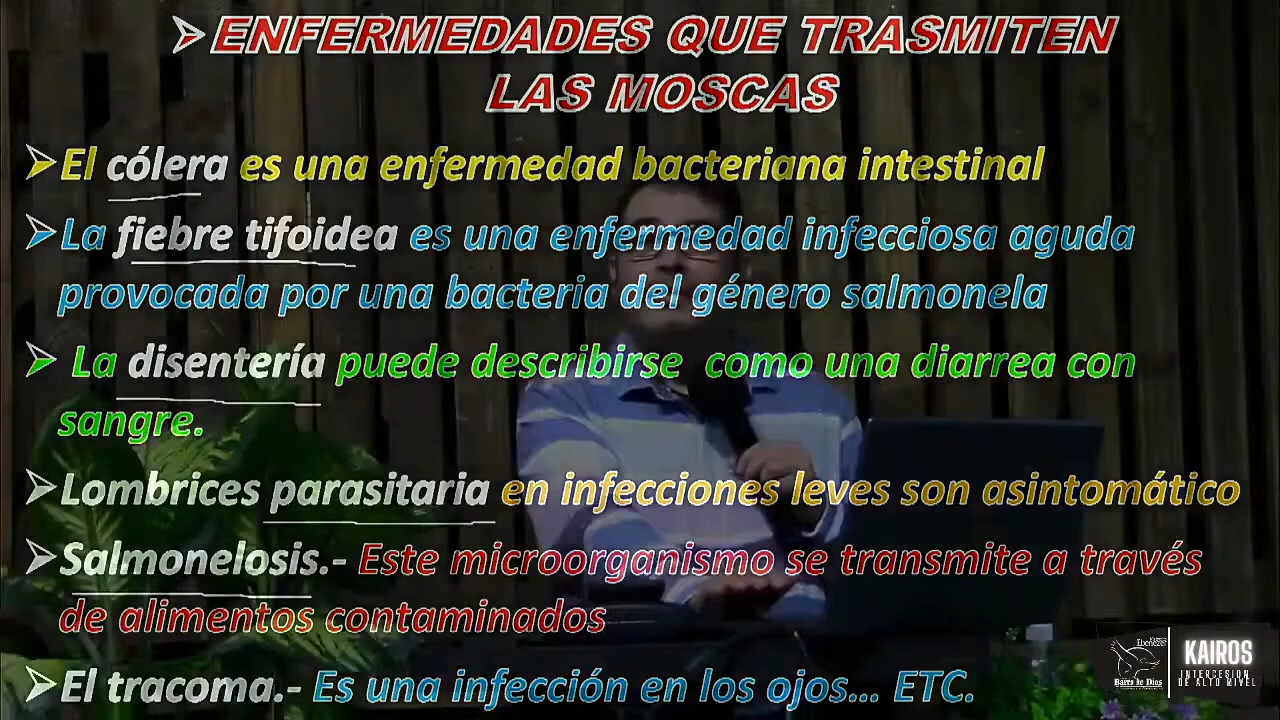 ENFERMEDADES QUE TRASMITEN
LAS MOSCAS
El cólera es una enfermedad bacteriana intestinal
La fiebre tifoidea es una enfermedad infecciosa aguda
provocada por una bacteria del género salmonela
La disentería puede describirse como una diarrea con
sangre.
Lombrices parasitaria en infecciones leves son asintomático
Salmonelosis.- Este microorganismo se transmite a través
de alimentos contaminados
El tracoma.- Es una infección en los ojos... ETC.
Ebenezer
Barro de Dios
KAIROS
INTERCESION
DE ALTO NIVEL